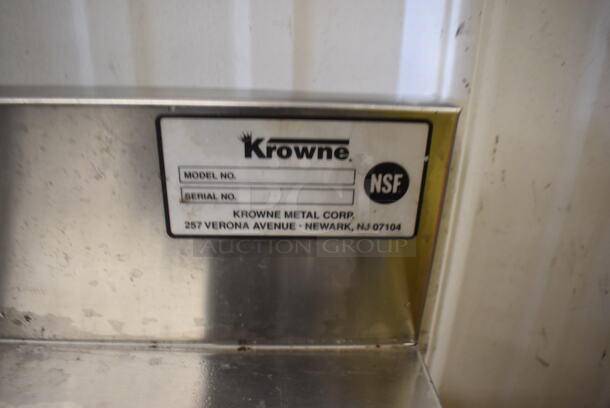 Krowne
MODEL NO.
SERIAL NO.
NSF
KROWNE METAL CORP.
257 VERONA AVENUE · NEWARK, NJ 07104
AUCTION GROUP